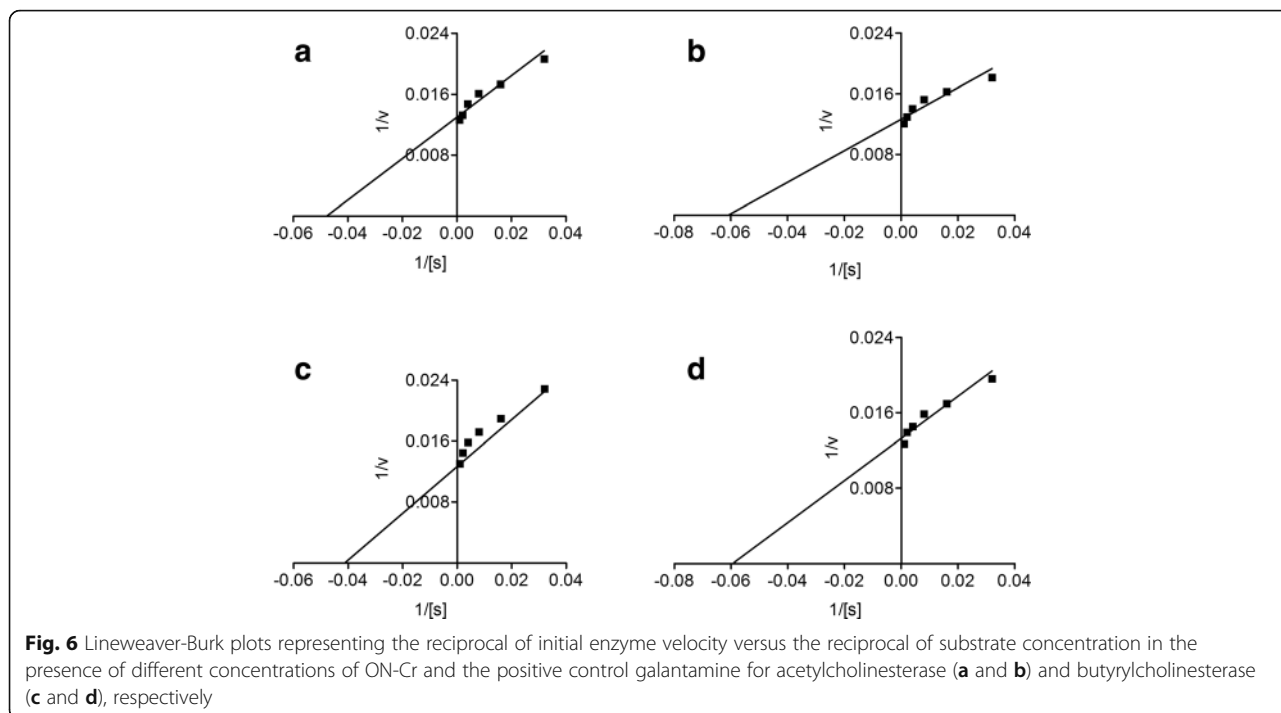 a
0.024
0.016
0.008
1/v
-0.06 -0.04 -0.02 0.00 0.02 0.04
1/[s]
b
0.024
0.016
0.008
1/v
-0.08 -0.06 -0.04 -0.02 0.00 0.02 0.04
1/[s]
c
0.024
0.016
0.008
1/v
-0.06 -0.04 -0.02 0.00 0.02 0.04
1/[s]
d
0.024
0.016
0.008
1/v
-0.08 -0.06 -0.04 -0.02 0.00 0.02 0.04
1/[s]
Fig. 6 Lineweaver-Burk plots representing the reciprocal of initial enzyme velocity versus the reciprocal of substrate concentration in the
presence of different concentrations of ON-Cr and the positive control galantamine for acetylcholinesterase (a and b) and butyrylcholinesterase
(c and d), respectively